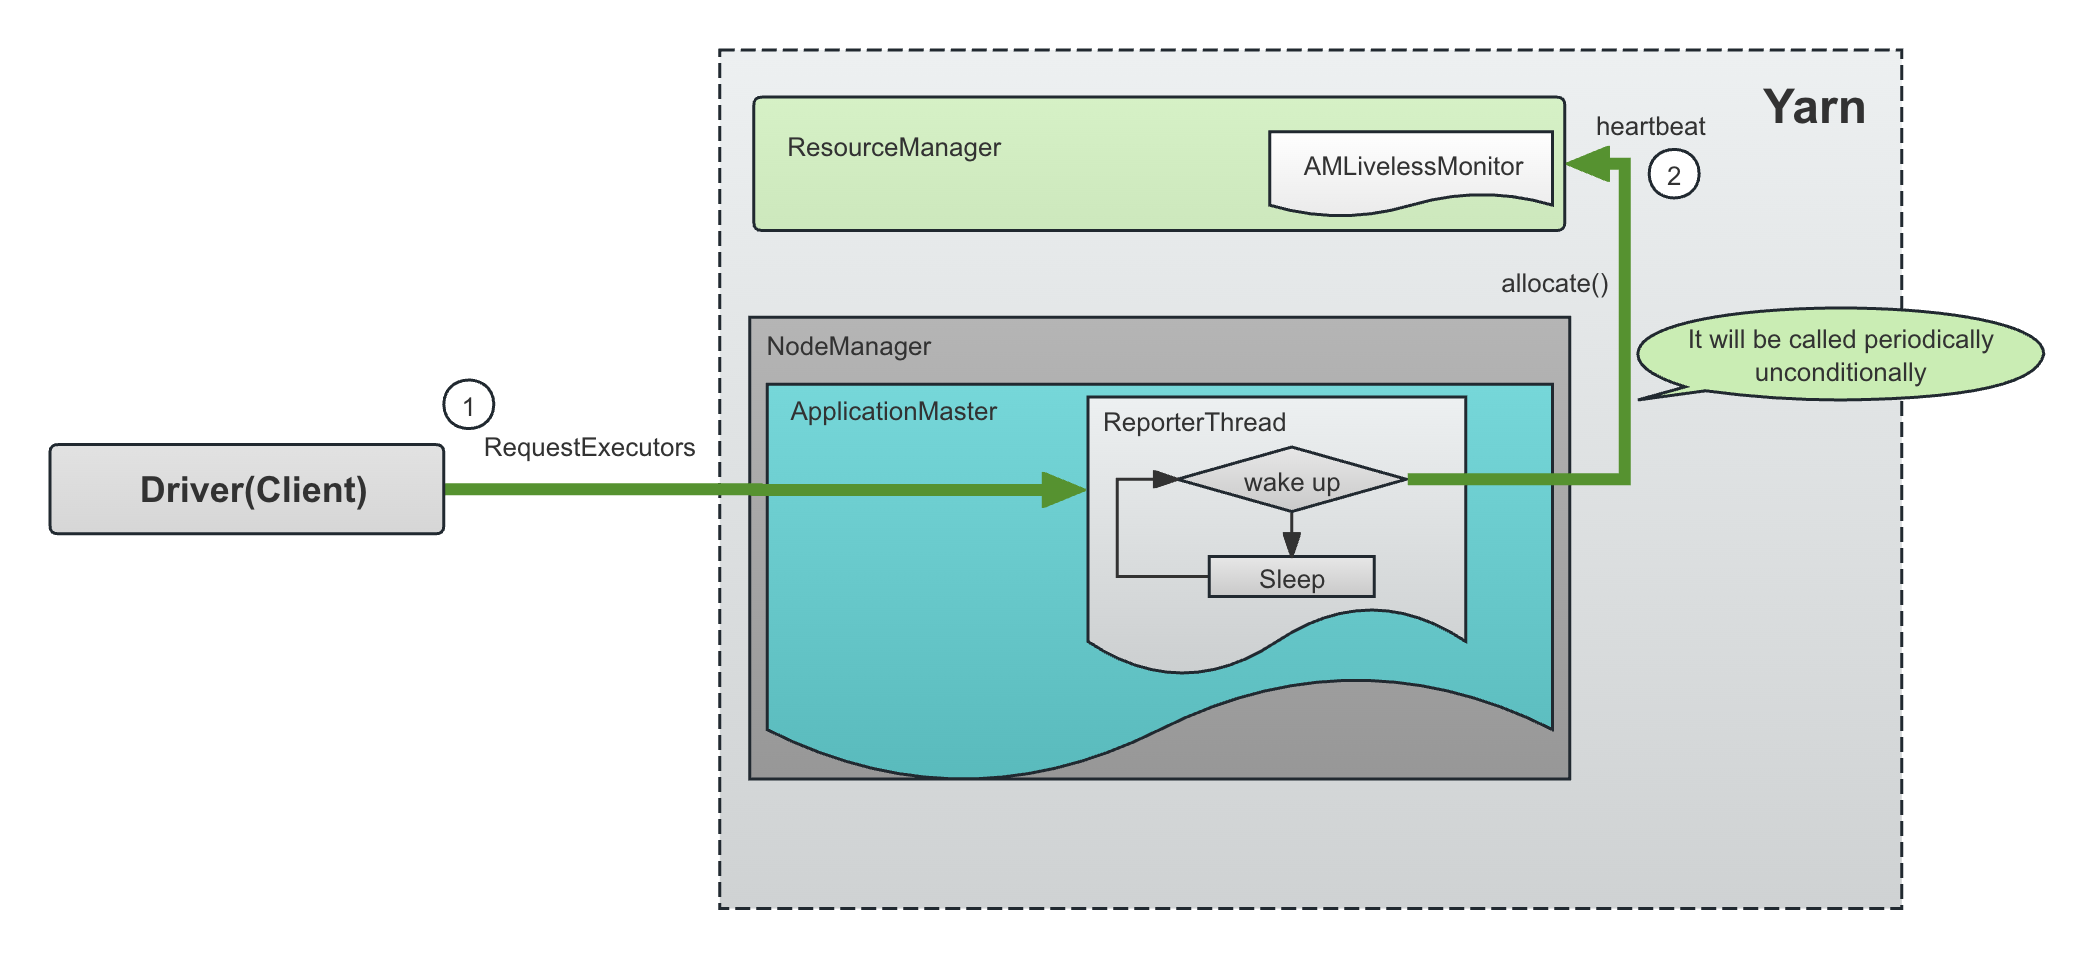 Yarn
heartbeat
2
ResourceManager
AMLivelessMonitor
allocate()
It will be called periodically
unconditionally
NodeManager
ApplicationMaster
ReporterThread
1
RequestExecutors
Driver(Client)
wake up
Sleep